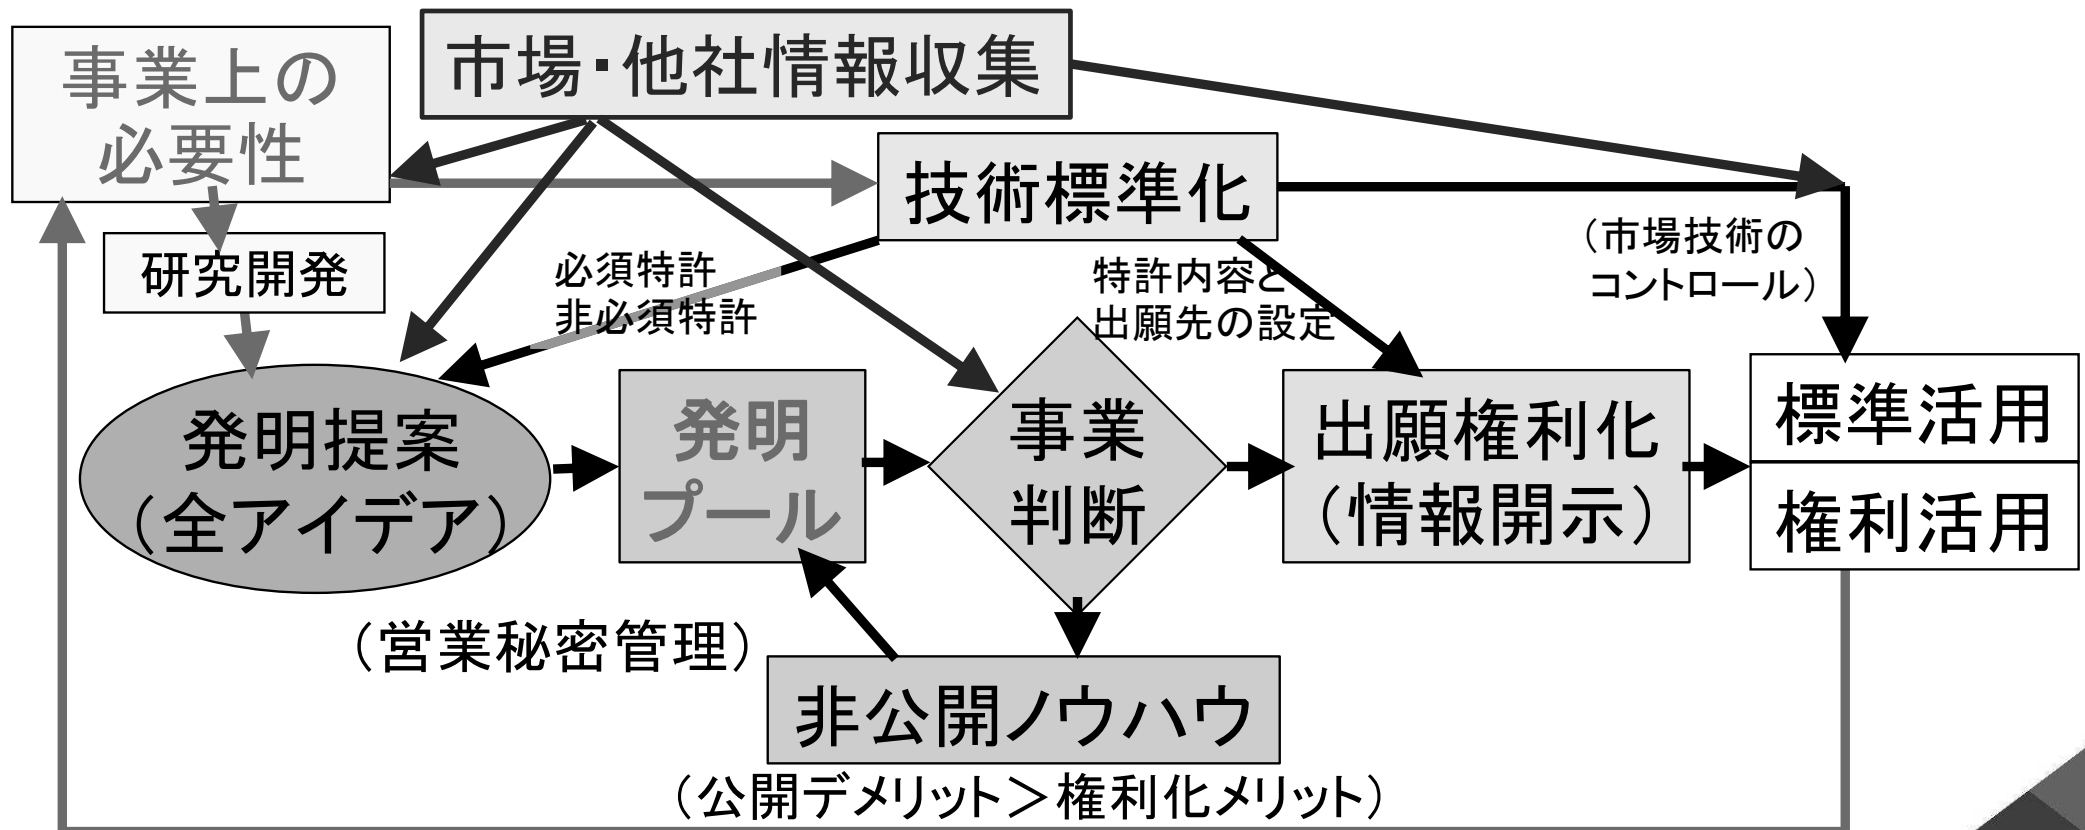 事業上の
必要性
市場・他社情報収集
技術標準化
研究開発
必須特許
非必須特許
特許内容と
出願先の設定
（市場技術の
コントロール）
発明提案
（全アイデア）
発明
プール
事業
判断
出願権利化
（情報開示）
標準活用
権利活用
（営業秘密管理）
非公開ノウハウ
（公開デメリット＞権利化メリット）